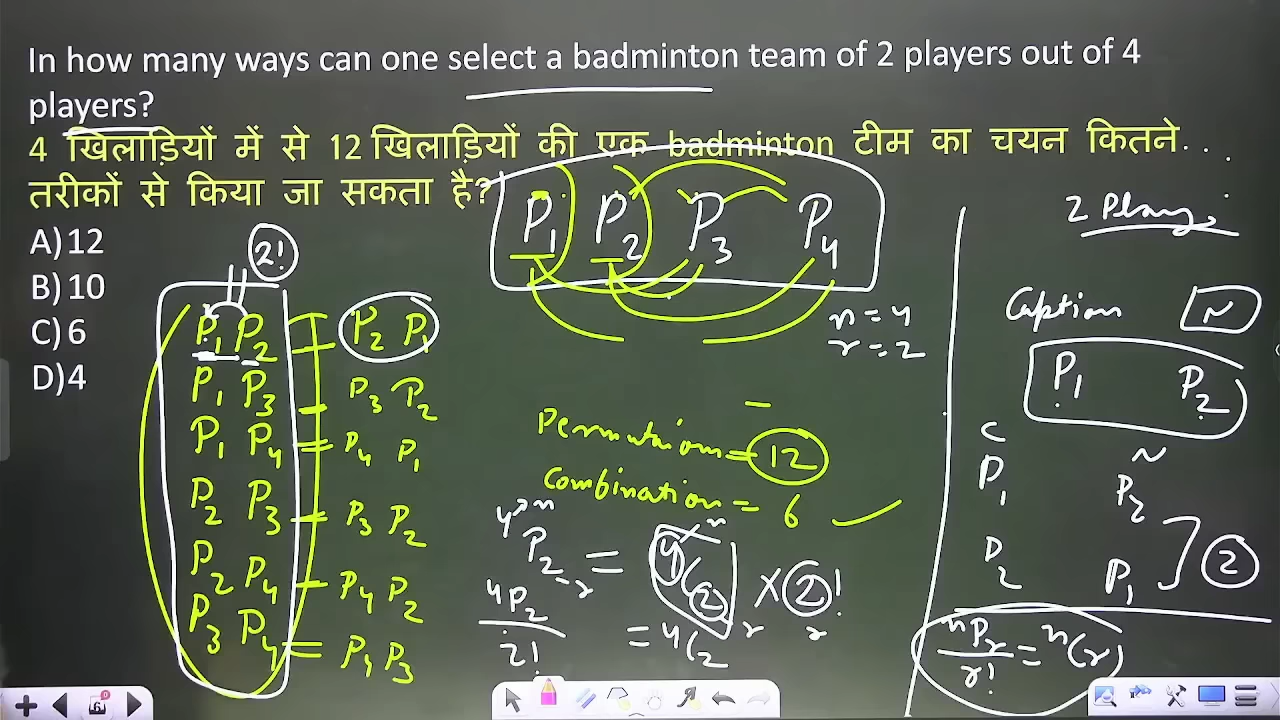 In how many ways can one select a badminton team of 2 players out of 4
players?
4 खिलाड़ियों में से 12 खिलाड़ियों की एक badminton टीम का चयन कितने
तरीकों से किया जा सकता है?
A) 12
B) 10
C) 6
D) 4
P1 P2 P3 P4
n = 4
r = 2
2!
P1 P2 = P2 P1
P1 P3 P3 P2
P1 P4 = P4 P1
P2 P3 = P3 P2
P2 P4 = P4 P2
P3 P4 = P4 P3
Permutaion = 12
Combination = 6
4→n
P2→r = 4C2 × 2!
4P2/2! = 4C2
2 Play
Caption N
P1 P2
C N
P1 P2
P2 P1
2
nPr/r! = nCr